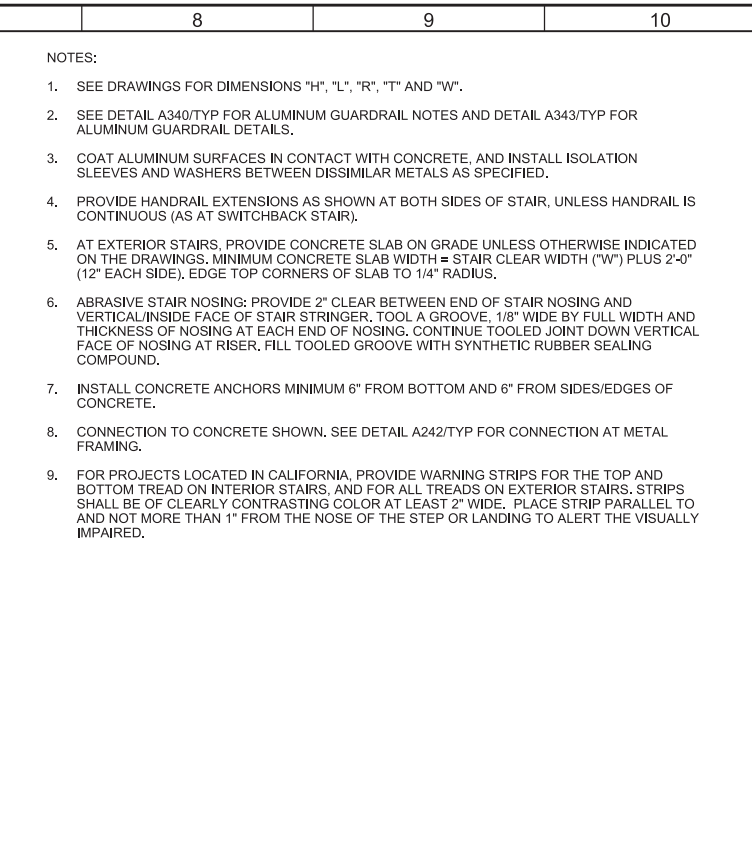 8 9 10
NOTES:
1. SEE DRAWINGS FOR DIMENSIONS "H", "L", "R", "T" AND "W".
2. SEE DETAIL A340/TYP FOR ALUMINUM GUARDRAIL NOTES AND DETAIL A343/TYP FOR
ALUMINUM GUARDRAIL DETAILS.
3. COAT ALUMINUM SURFACES IN CONTACT WITH CONCRETE, AND INSTALL ISOLATION
SLEEVES AND WASHERS BETWEEN DISSIMILAR METALS AS SPECIFIED.
4. PROVIDE HANDRAIL EXTENSIONS AS SHOWN AT BOTH SIDES OF STAIR, UNLESS HANDRAIL IS
CONTINUOUS (AS AT SWITCHBACK STAIR).
5. AT EXTERIOR STAIRS, PROVIDE CONCRETE SLAB ON GRADE UNLESS OTHERWISE INDICATED
ON THE DRAWINGS. MINIMUM CONCRETE SLAB WIDTH = STAIR CLEAR WIDTH ("W") PLUS 2'-0"
(12" EACH SIDE). EDGE TOP CORNERS OF SLAB TO 1/4" RADIUS.
6. ABRASIVE STAIR NOSING: PROVIDE 2" CLEAR BETWEEN END OF STAIR NOSING AND
VERTICAL/INSIDE FACE OF STAIR STRINGER. TOOL A GROOVE, 1/8" WIDE BY FULL WIDTH AND
THICKNESS OF NOSING AT EACH END OF NOSING. CONTINUE TOOLED JOINT DOWN VERTICAL
FACE OF NOSING AT RISER. FILL TOOLED GROOVE WITH SYNTHETIC RUBBER SEALING
COMPOUND.
7. INSTALL CONCRETE ANCHORS MINIMUM 6" FROM BOTTOM AND 6" FROM SIDES/EDGES OF
CONCRETE.
8. CONNECTION TO CONCRETE SHOWN. SEE DETAIL A242/TYP FOR CONNECTION AT METAL
FRAMING.
9. FOR PROJECTS LOCATED IN CALIFORNIA, PROVIDE WARNING STRIPS FOR THE TOP AND
BOTTOM TREAD ON INTERIOR STAIRS, AND FOR ALL TREADS ON EXTERIOR STAIRS. STRIPS
SHALL BE OF CLEARLY CONTRASTING COLOR AT LEAST 2" WIDE. PLACE STRIP PARALLEL TO
AND NOT MORE THAN 1" FROM THE NOSE OF THE STEP OR LANDING TO ALERT THE VISUALLY
IMPAIRED.